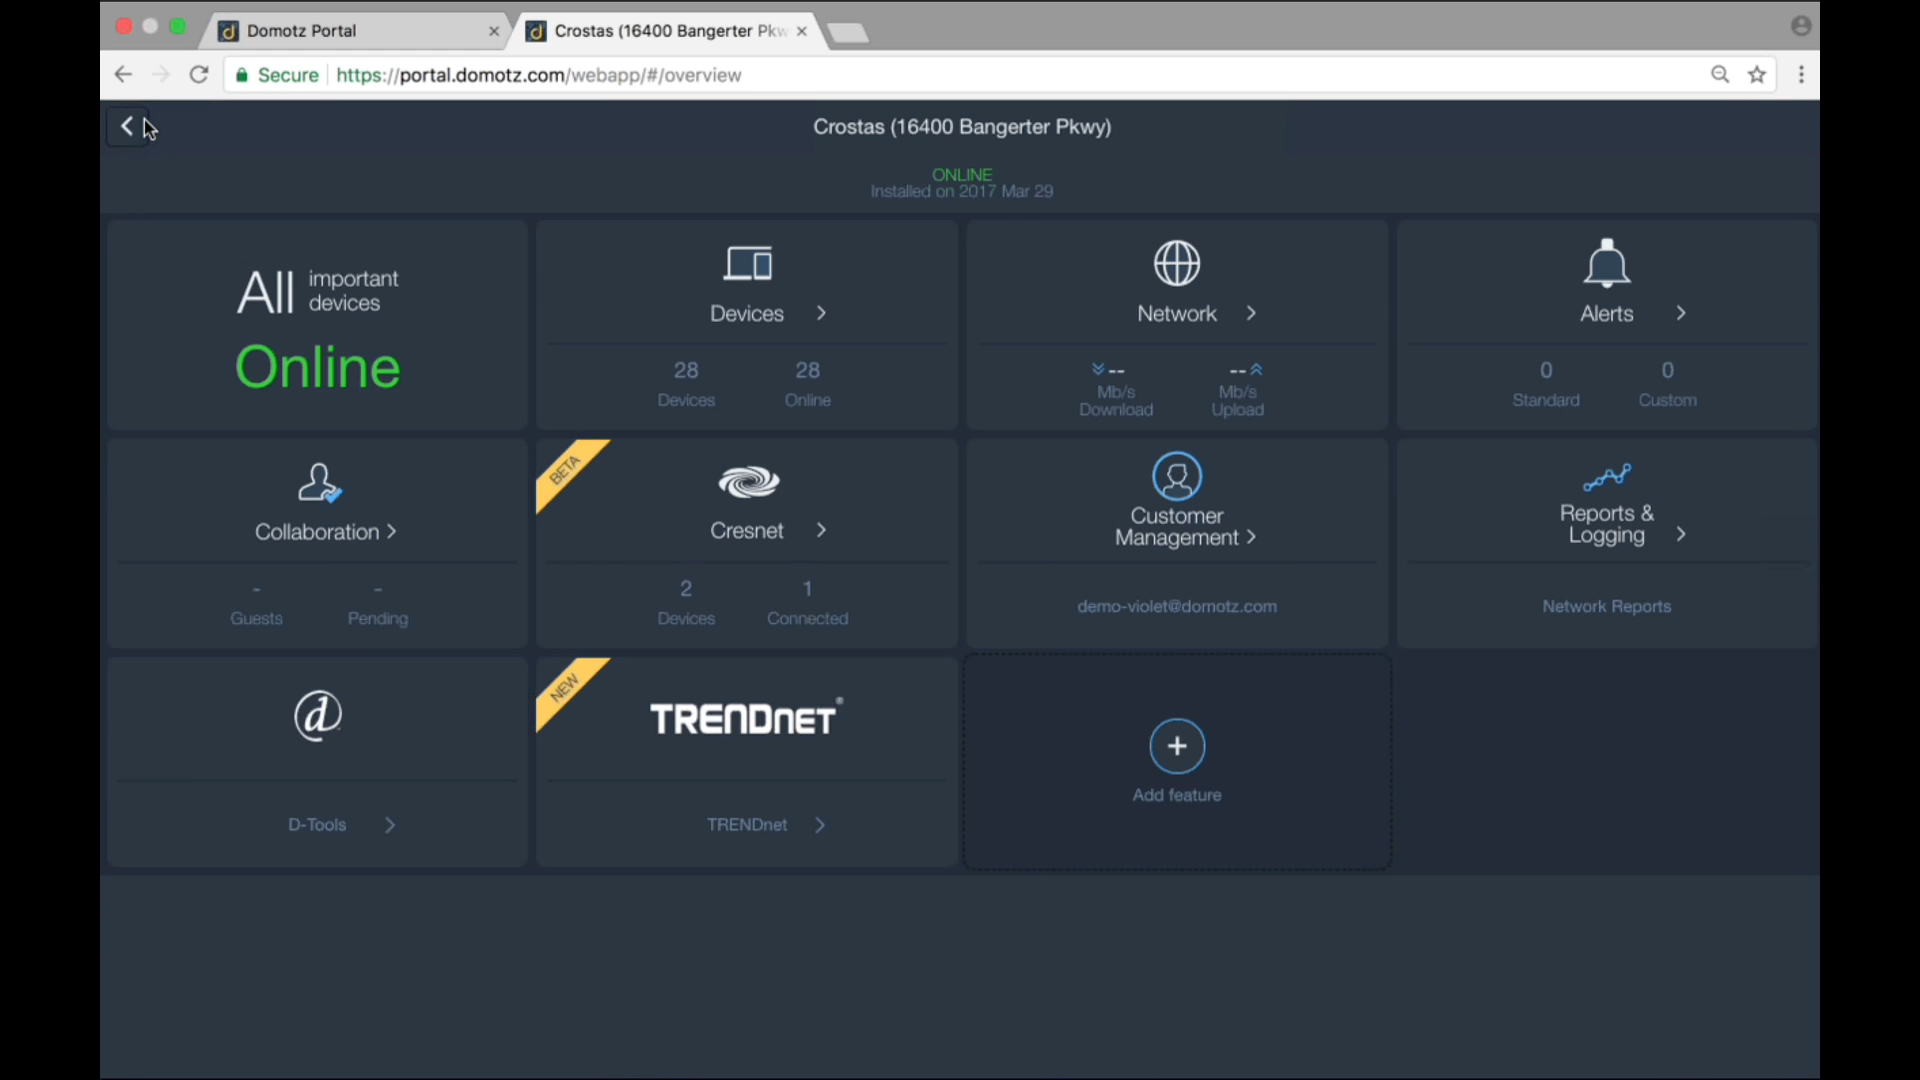 Domotz Portal
Crostas (16400 Bangerter Pkw
Secure
https://portal.domotz.com/webapp/#/overview
Crostas (16400 Bangerter Pkwy)
ONLINE
Installed on 2017 Mar 29
All important devices
Online
Devices
28 28
Devices Online
Network
-- --
Mb/s Mb/s
Download Upload
Alerts
0 0
Standard Custom
Collaboration
- -
Guests Pending
BETA
Cresnet
2 1
Devices Connected
Customer
Management
demo-violet@domotz.com
Reports &
Logging
Network Reports
d
D-Tools
NEW
TRENDNET®
TRENDnet
+
Add feature